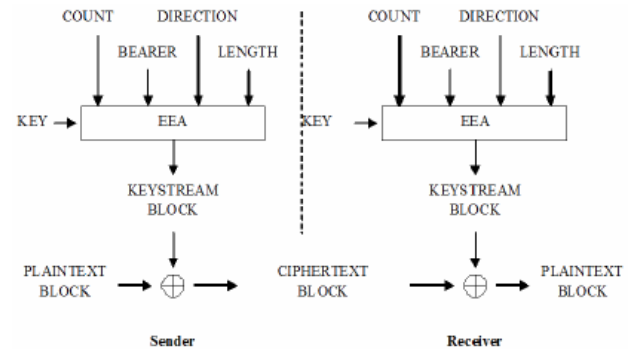 COUNT DIRECTION COUNT DIRECTION
BEARER LENGTH BEARER LENGTH
KEY EEA KEY EEA
KEYSTREAM BLOCK KEYSTREAM BLOCK
PLAINTEXT BLOCK CIPHERTEXT BLOCK PLAINTEXT BLOCK
Sender Receiver